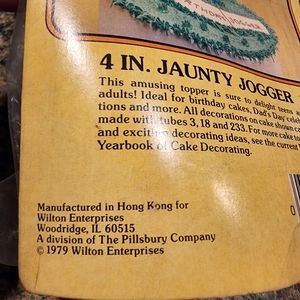 JOGGER
4 IN. JAUNTY JOGGER
This amusing topper is sure to delight teens a
adults! Ideal for birthday cakes, Dad's Day cele
tions and more. All decorations on cake shown c
made with tubes 3, 18 and 233. For more cake to
and exciting decorating ideas, see the current
Yearbook of Cake Decorating.
Manufactured in Hong Kong for
Wilton Enterprises
Woodridge, IL 60515
A division of The Pillsbury Company
© 1979 Wilton Enterprises
0